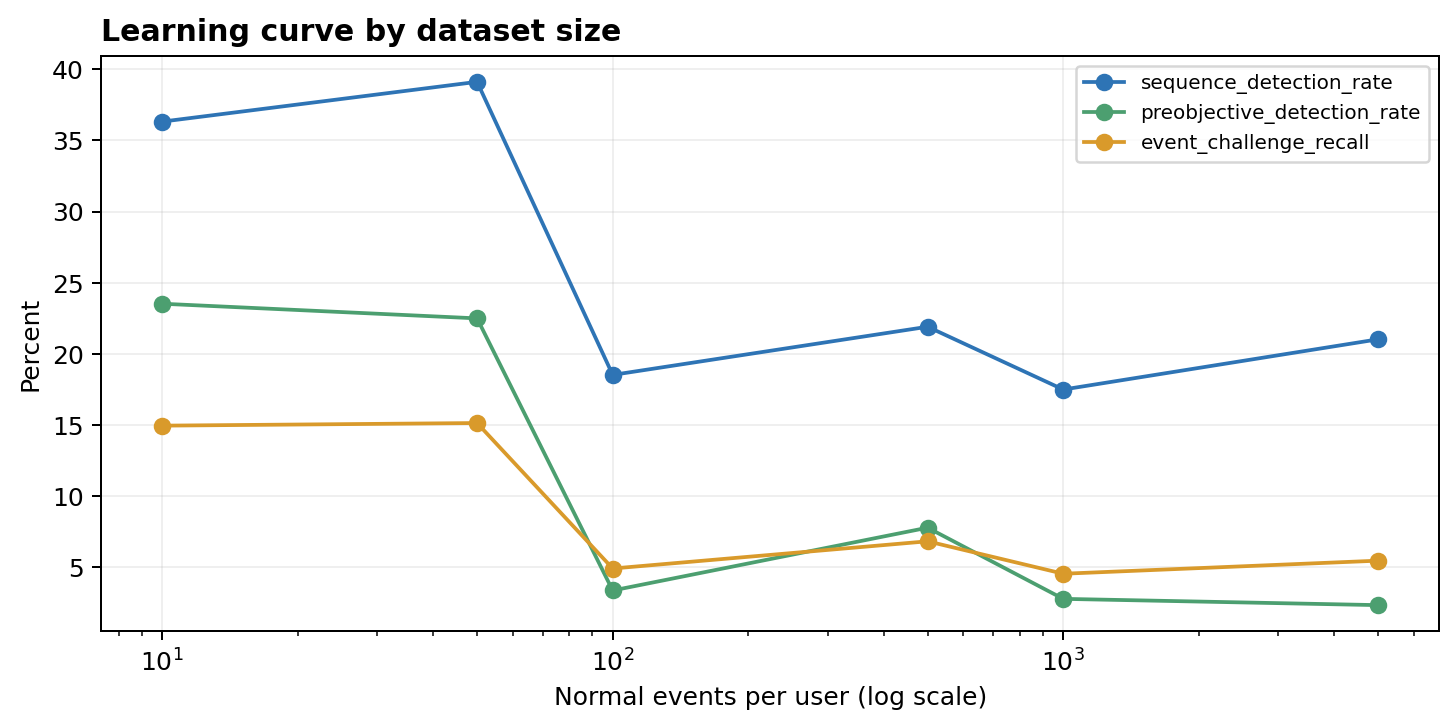 Learning curve by dataset size
sequence_detection_rate
preobjective_detection_rate
event_challenge_recall
Percent
40
35
30
25
20
15
10
5
10¹
10²
10³
Normal events per user (log scale)